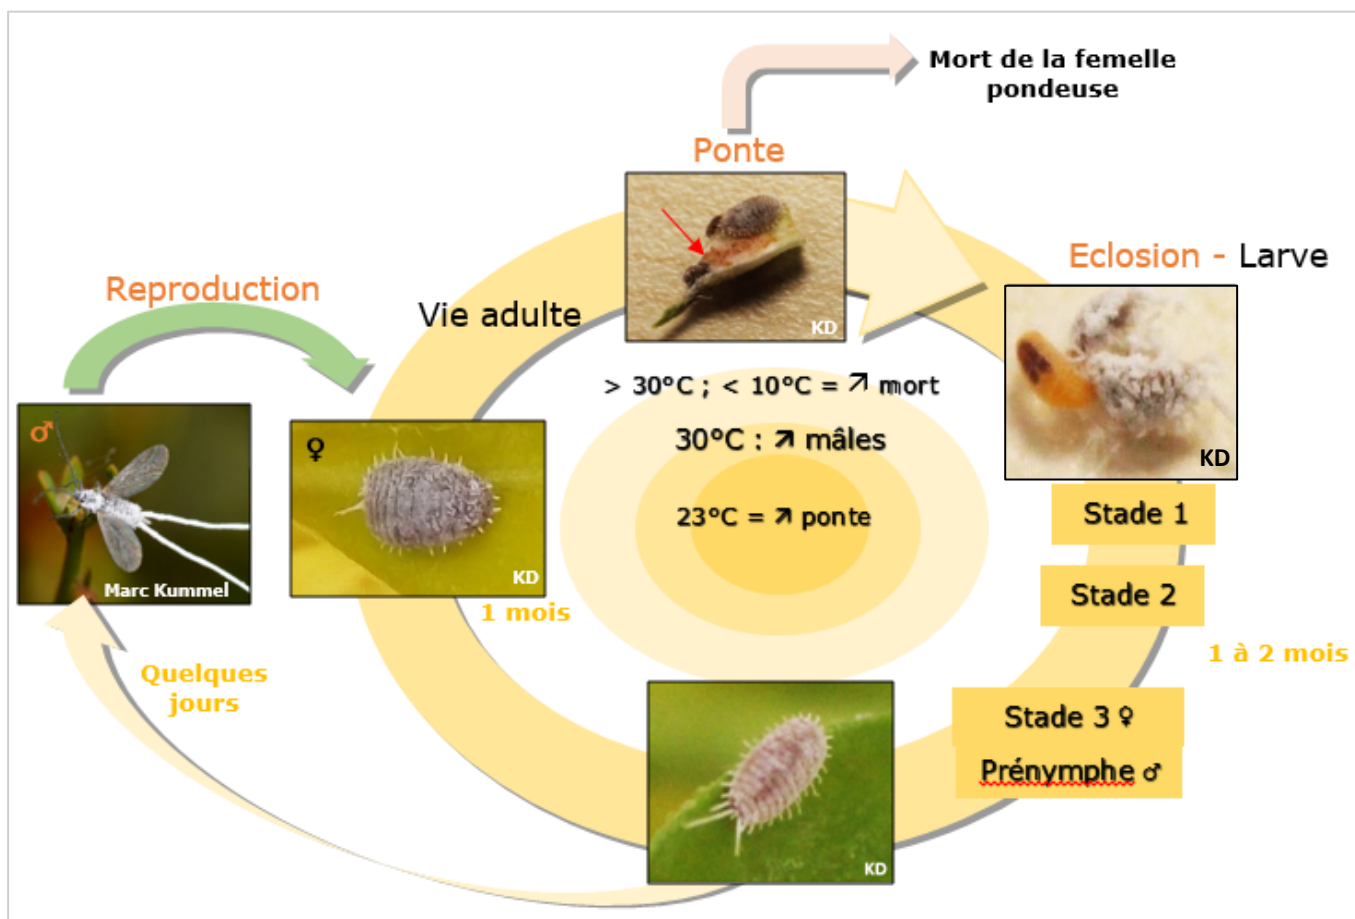 Mort de la femelle
pondeuse
Ponte
KD
Eclosion - Larve
KD
Reproduction
Vie adulte
> 30°C ; < 10°C = ↗ mort
30°C : ↗ mâles
23°C = ↗ ponte
♂
Marc Kummel
♀
KD
1 mois
Stade 1
Stade 2
1 à 2 mois
Quelques
jours
Stade 3 ♀
Prénymphe ♂
KD